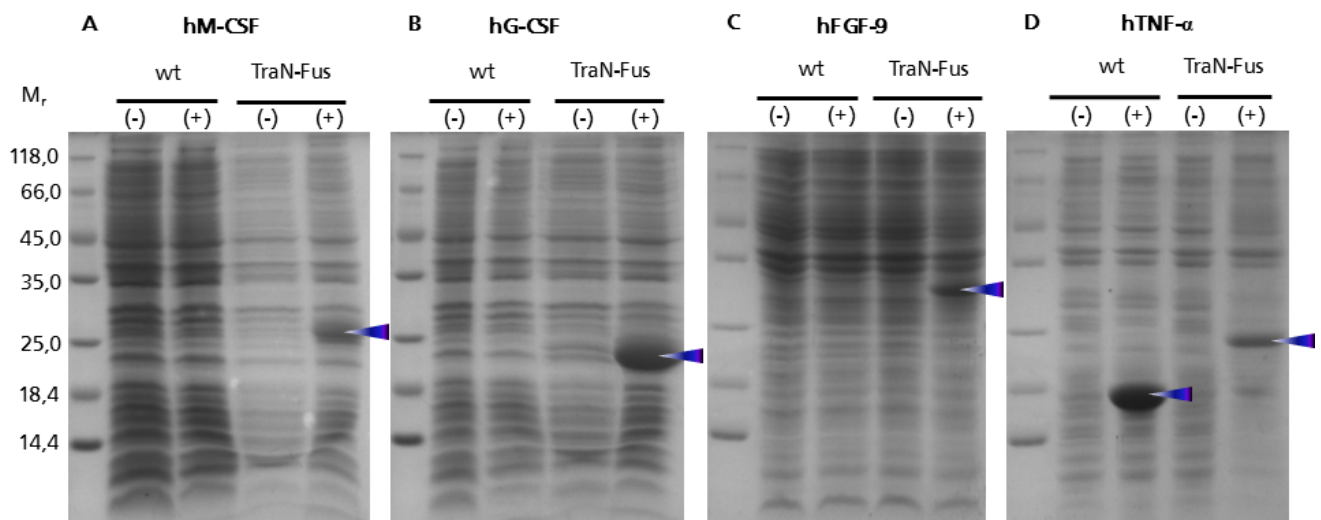 A hM-CSF B hG-CSF C hFGF-9 D hTNF-α
wt TraN-Fus wt TraN-Fus wt TraN-Fus wt TraN-Fus
Mr (-) (+) (-) (+) (-) (+) (-) (+) (-) (+) (-) (+) (-) (+) (-) (+)
118,0
66,0
45,0
35,0
25,0
18,4
14,4